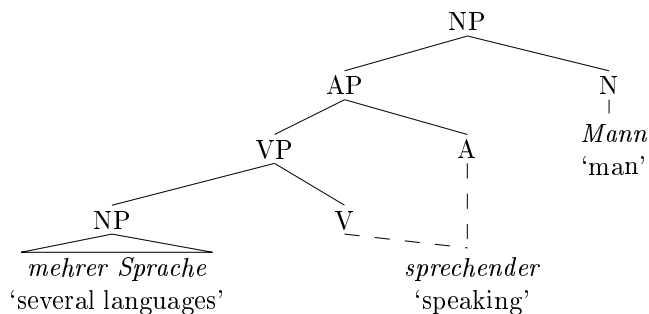 NP
AP N
Mann
VP A 'man'
NP V
mehrer Sprache sprechender
'several languages' 'speaking'